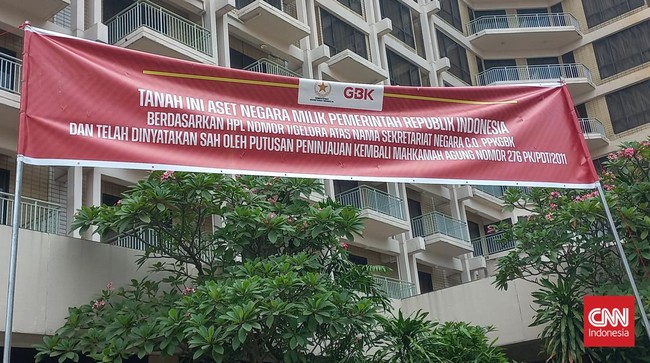 GBK
TANAH INI ASET NEGARA MILIK PEMERINTAH REPUBLIK INDONESIA
BERDASARKAN HPL NOMOR 1/GELORA ATAS NAMA SEKRETARIAT NEGARA C.Q. PPKGBK
DAN TELAH DINYATAKAN SAH OLEH PUTUSAN PENINJAUAN KEMBALI MAHKAMAH AGUNG NOMOR 276 PK/PDT/2011
CNN
Indonesia